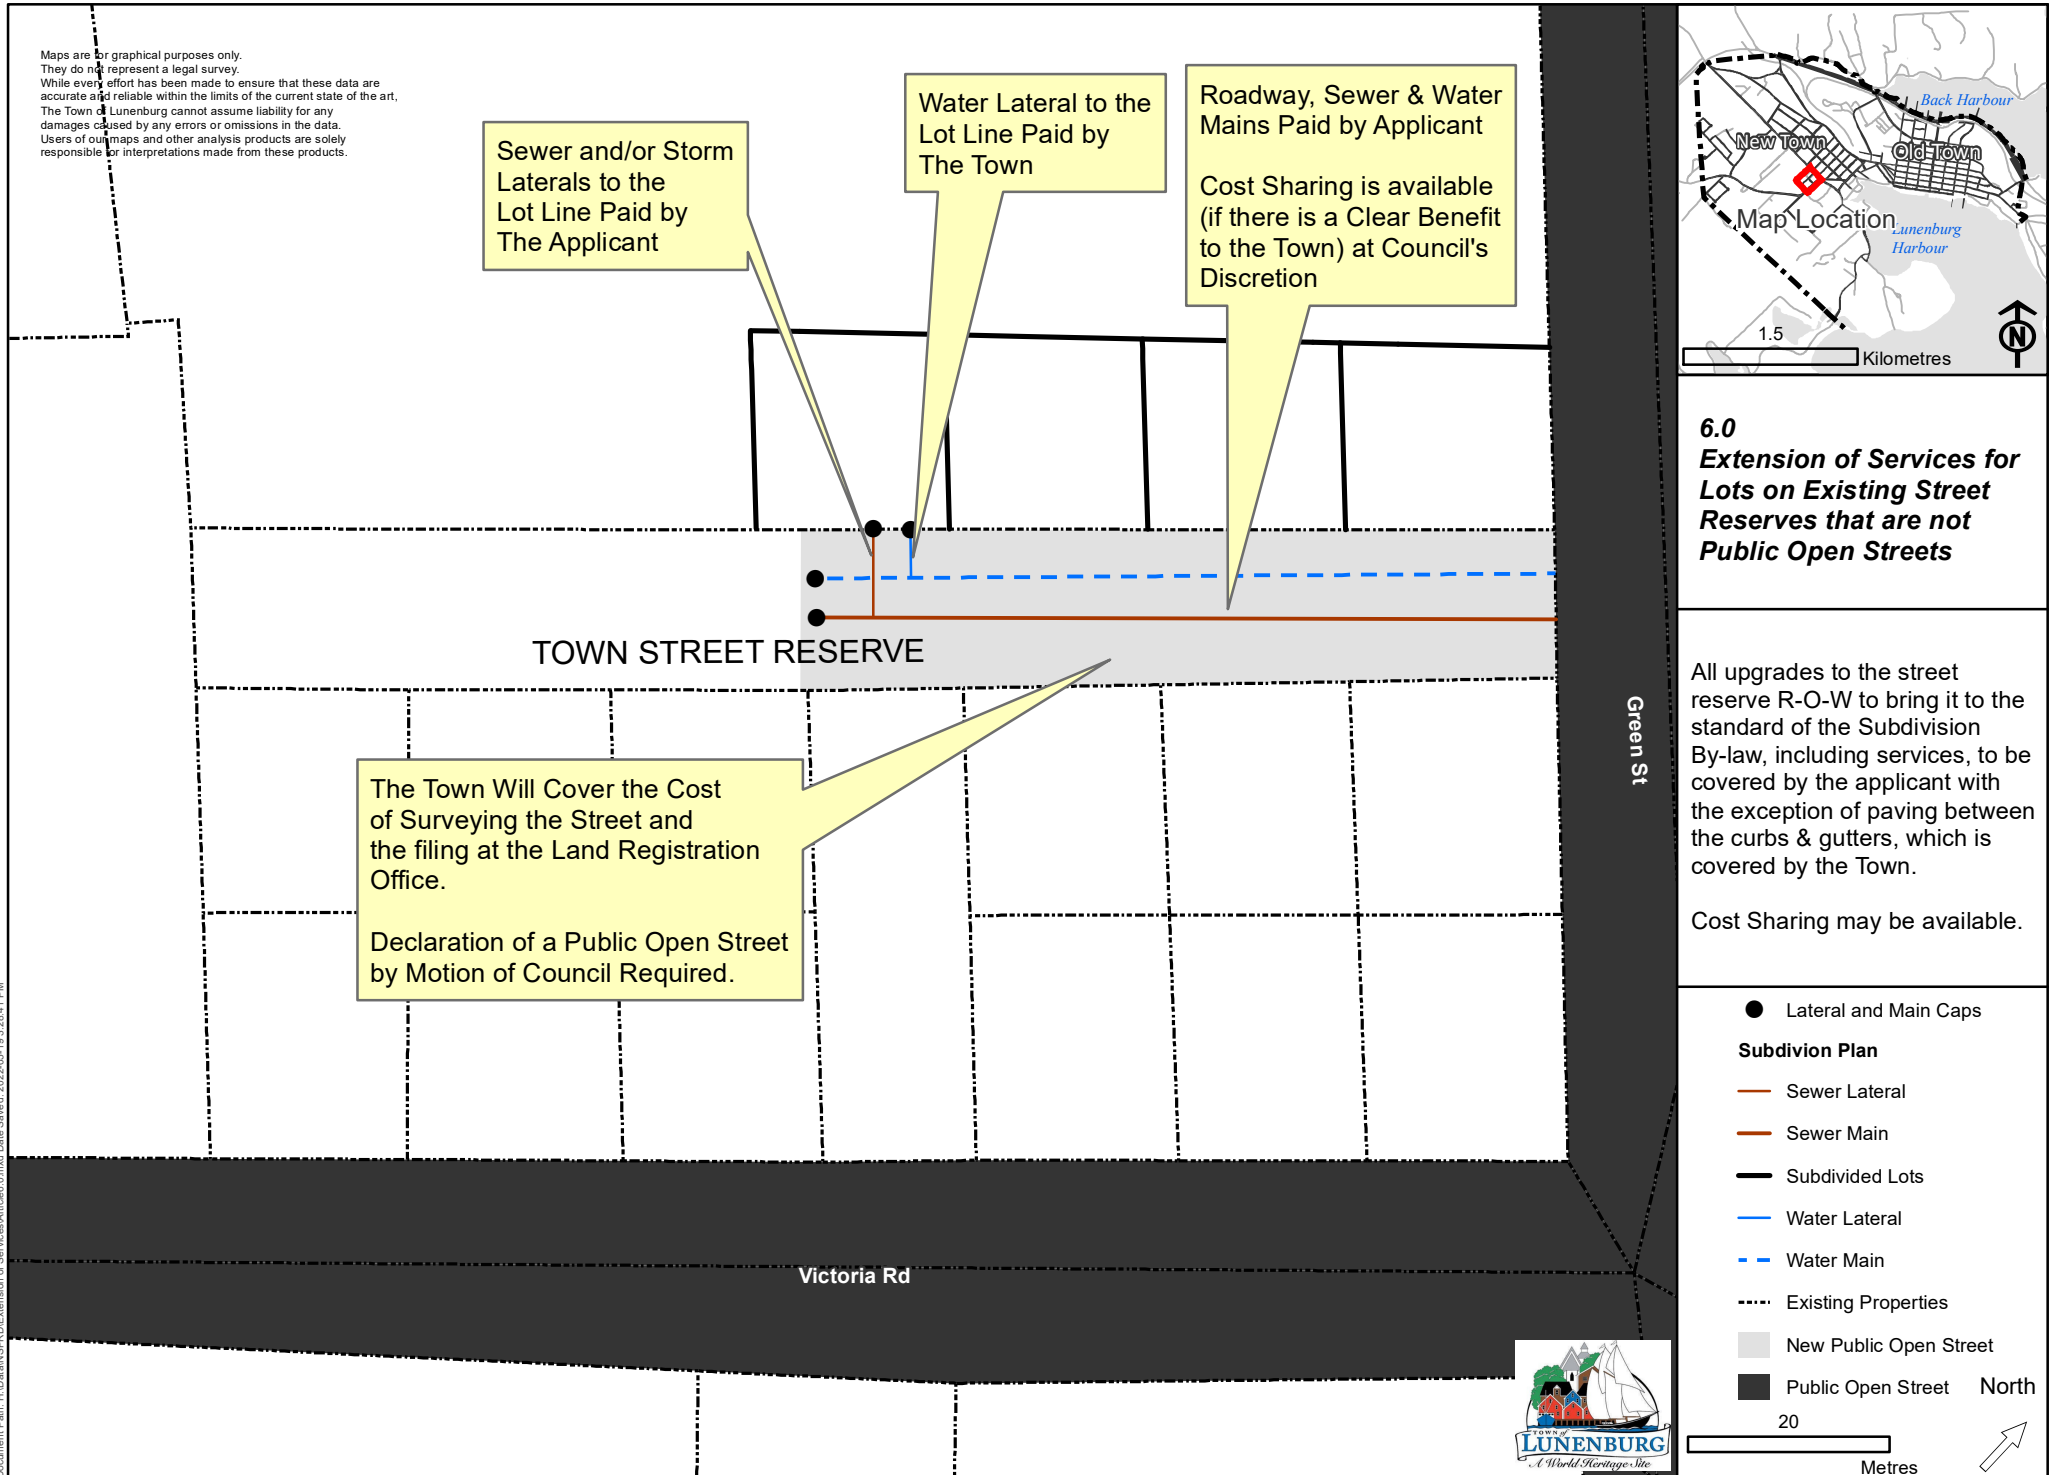 Maps are for graphical purposes only.
They do not represent a legal survey.
While every effort has been made to ensure that these data are
accurate and reliable within the limits of the current state of the art,
The Town of Lunenburg cannot assume liability for any
damages caused by any errors or omissions in the data.
Users of our maps and other analysis products are solely
responsible for interpretations made from these products.
Sewer and/or Storm
Laterals to the
Lot Line Paid by
The Applicant
Water Lateral to the
Lot Line Paid by
The Town
Roadway, Sewer & Water
Mains Paid by Applicant
Cost Sharing is available
(if there is a Clear Benefit
to the Town) at Council's
Discretion
TOWN STREET RESERVE
The Town Will Cover the Cost
of Surveying the Street and
the filing at the Land Registration
Office.
Declaration of a Public Open Street
by Motion of Council Required.
Green St
Victoria Rd
TOWN of
LUNENBURG
A World Heritage Site
Back Harbour
New Town
Old Town
Map Location
Lunenburg
Harbour
1.5
Kilometres
N
6.0
Extension of Services for
Lots on Existing Street
Reserves that are not
Public Open Streets
All upgrades to the street
reserve R-O-W to bring it to the
standard of the Subdivision
By-law, including services, to be
covered by the applicant with
the exception of paving between
the curbs & gutters, which is
covered by the Town.
Cost Sharing may be available.
Lateral and Main Caps
Subdivion Plan
Sewer Lateral
Sewer Main
Subdivided Lots
Water Lateral
Water Main
Existing Properties
New Public Open Street
Public Open Street
North
20
Metres